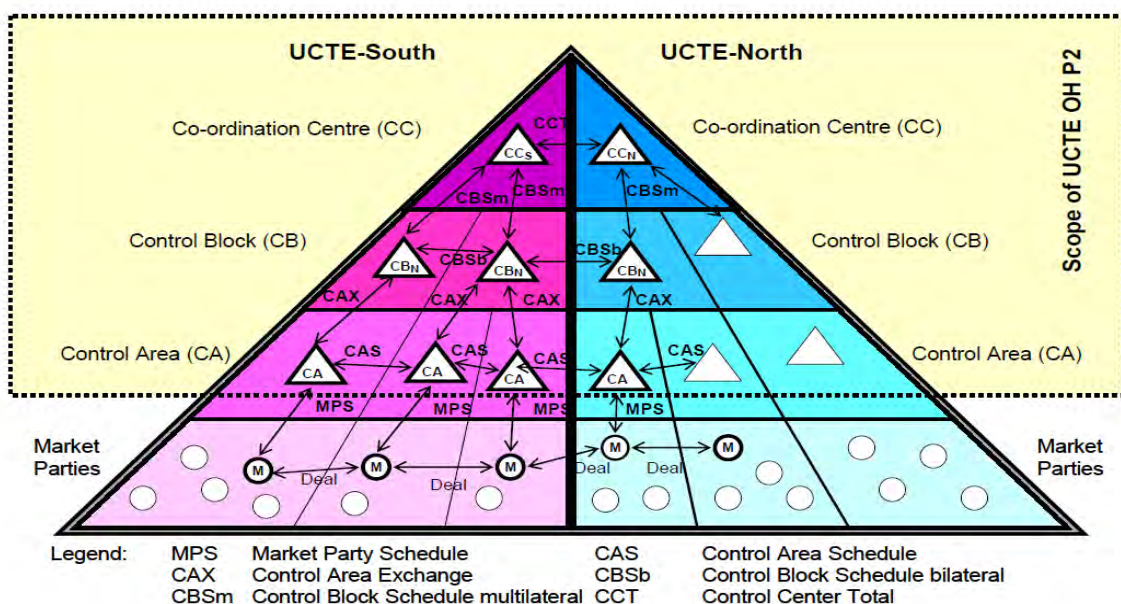 UCTE-South UCTE-North
Scope of UCTE OH P2
Co-ordination Centre (CC) CCT Co-ordination Centre (CC)
CCS CCN
CBSm CBSm CBSm
Control Block (CB) Control Block (CB)
CBN CBSb CBN CBSb CBN
CAX CAX CAX CAX
Control Area (CA) Control Area (CA)
CAS CAS CAS CAS
CA CA CA CA
MPS MPS MPS MPS
Market
Parties
Market
Parties
M M M M M
Deal Deal Deal Deal
Legend: MPS Market Party Schedule CAS Control Area Schedule
CAX Control Area Exchange CBSb Control Block Schedule bilateral
CBSm Control Block Schedule multilateral CCT Control Center Total